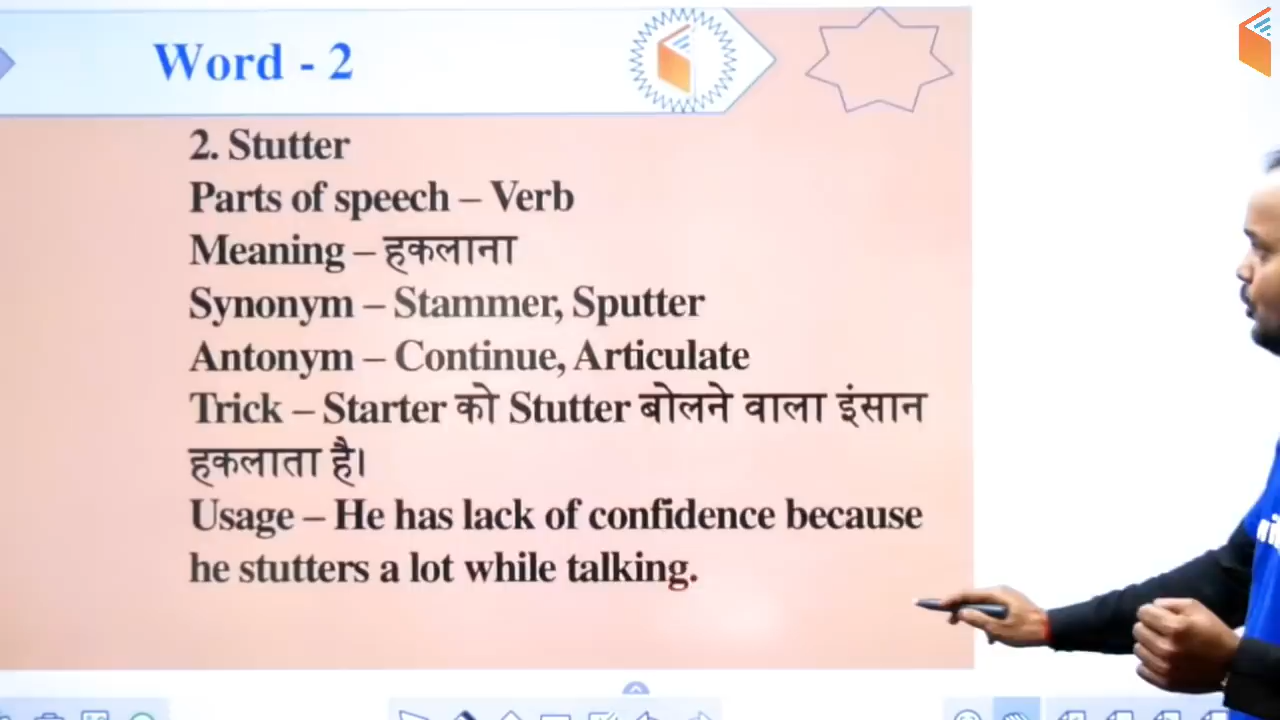 Word - 2
2. Stutter
Parts of speech – Verb
Meaning – हकलाना
Synonym – Stammer, Sputter
Antonym – Continue, Articulate
Trick – Starter को Stutter बोलने वाला इंसान
हकलाता है।
Usage – He has lack of confidence because
he stutters a lot while talking.